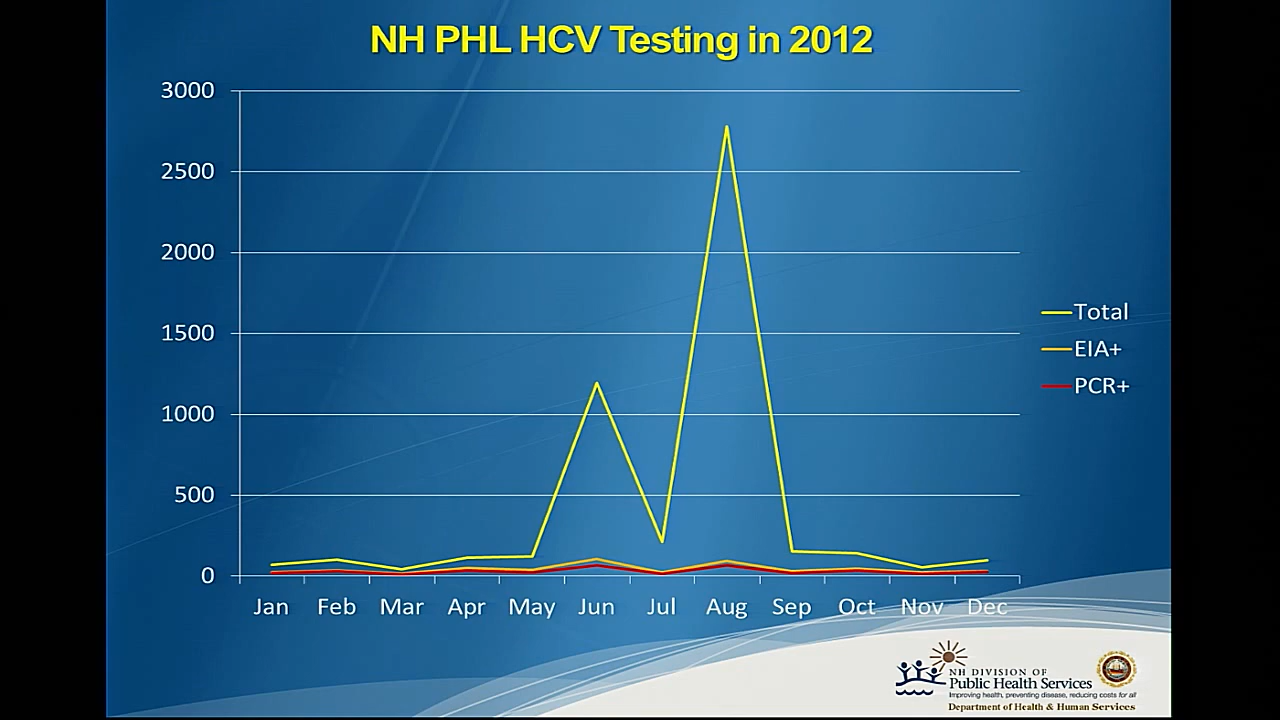 NH PHL HCV Testing in 2012
3000
2500
2000
1500
1000
500
0
Jan Feb Mar Apr May Jun Jul Aug Sep Oct Nov Dec
Total
EIA+
PCR+
NH DIVISION OF
Public Health Services
Improving health, preventing disease, reducing costs for all
Department of Health & Human Services